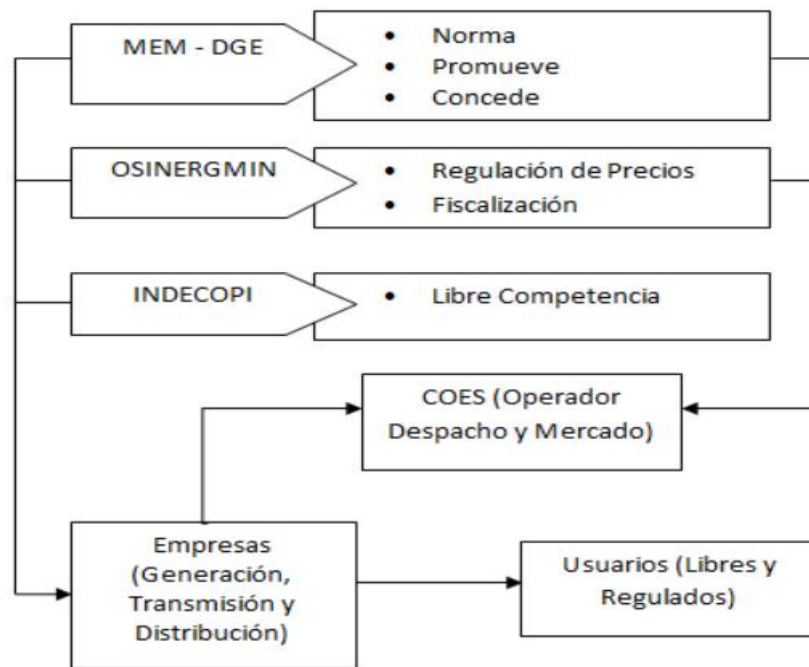 MEM - DGE
• Norma
• Promueve
• Concede
OSINERGMIN
• Regulación de Precios
• Fiscalización
INDECOPI
• Libre Competencia
COES (Operador
Despacho y Mercado)
Empresas
(Generación,
Transmisión y
Distribución)
Usuarios (Libres y
Regulados)